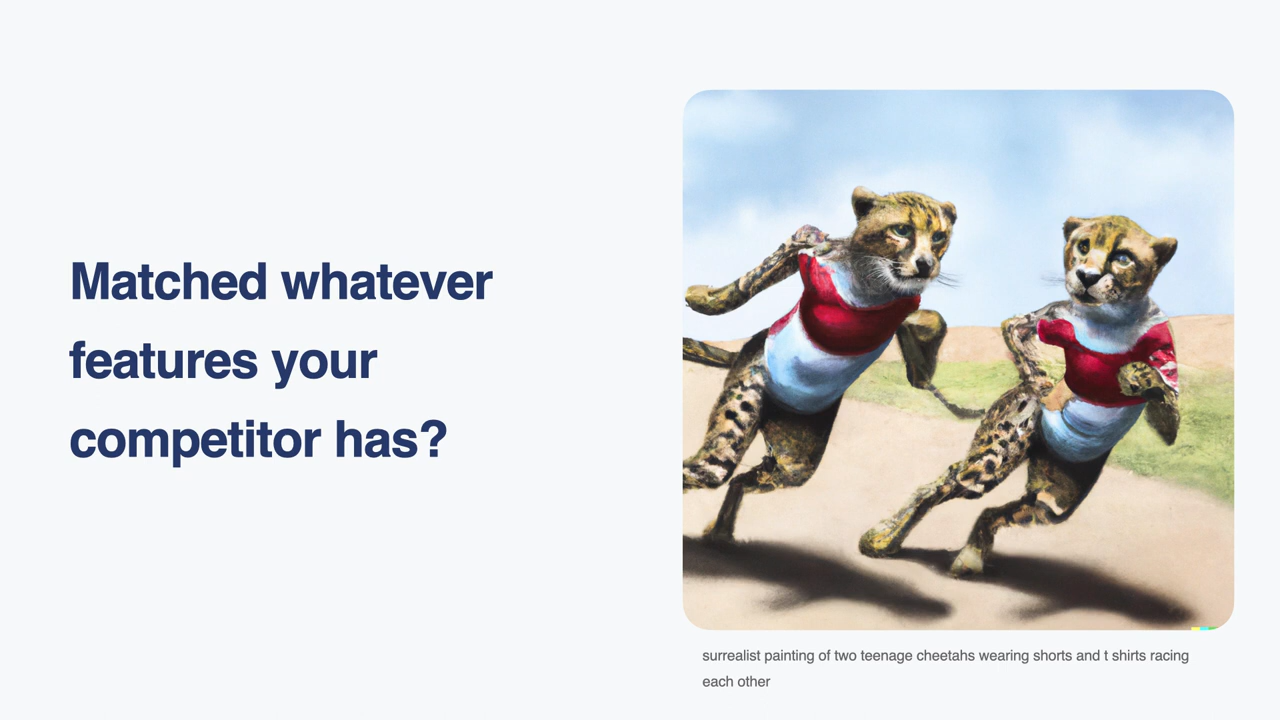 Matched whatever
features your
competitor has?
surrealist painting of two teenage cheetahs wearing shorts and t shirts racing
each other